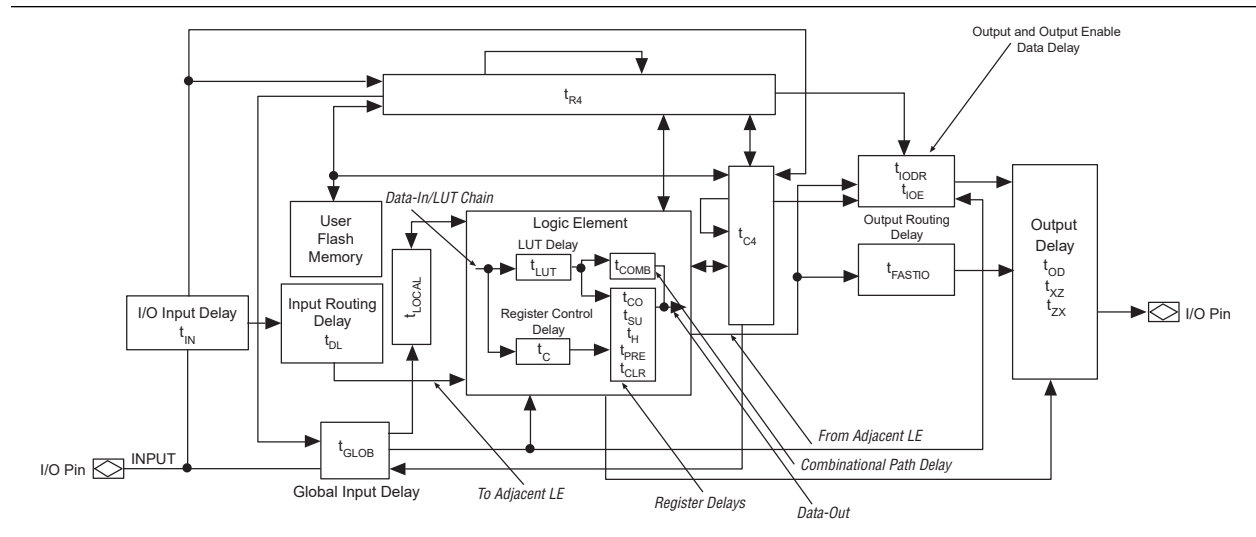 Output and Output Enable
Data Delay
tR4
tIODR
tIOE
Data-In/LUT Chain
User
Flash
Memory
Logic Element
LUT Delay
tLUT
tCOMB
tC4
Output Routing
Delay
tFASTIO
Output
Delay
tOD
tXZ
tZX
I/O Pin
tLOCAL
I/O Input Delay
tIN
Input Routing
Delay
tDL
Register Control
Delay
tC
tCO
tSU
tH
tPRE
tCLR
From Adjacent LE
I/O Pin
INPUT
tGLOB
Global Input Delay
To Adjacent LE
Register Delays
Combinational Path Delay
Data-Out